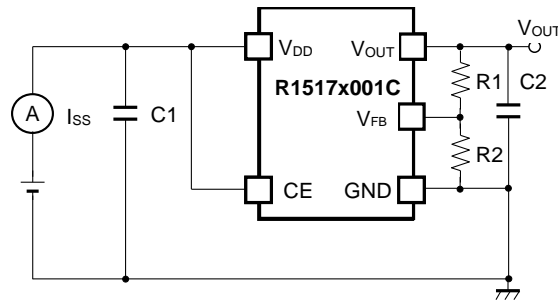 VOUT
VDD
VOUT
R1517x001C
R1
C2
A
ISS
C1
VFB
R2
CE
GND